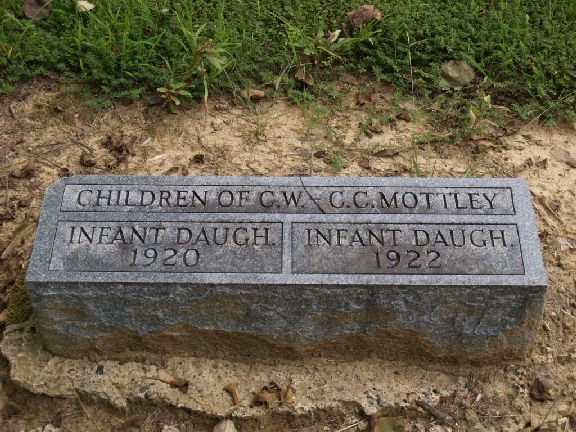 CHILDREN OF C.W. - C.C. MOTTLEY
INFANT DAUGH. INFANT DAUGH.
1920 1922